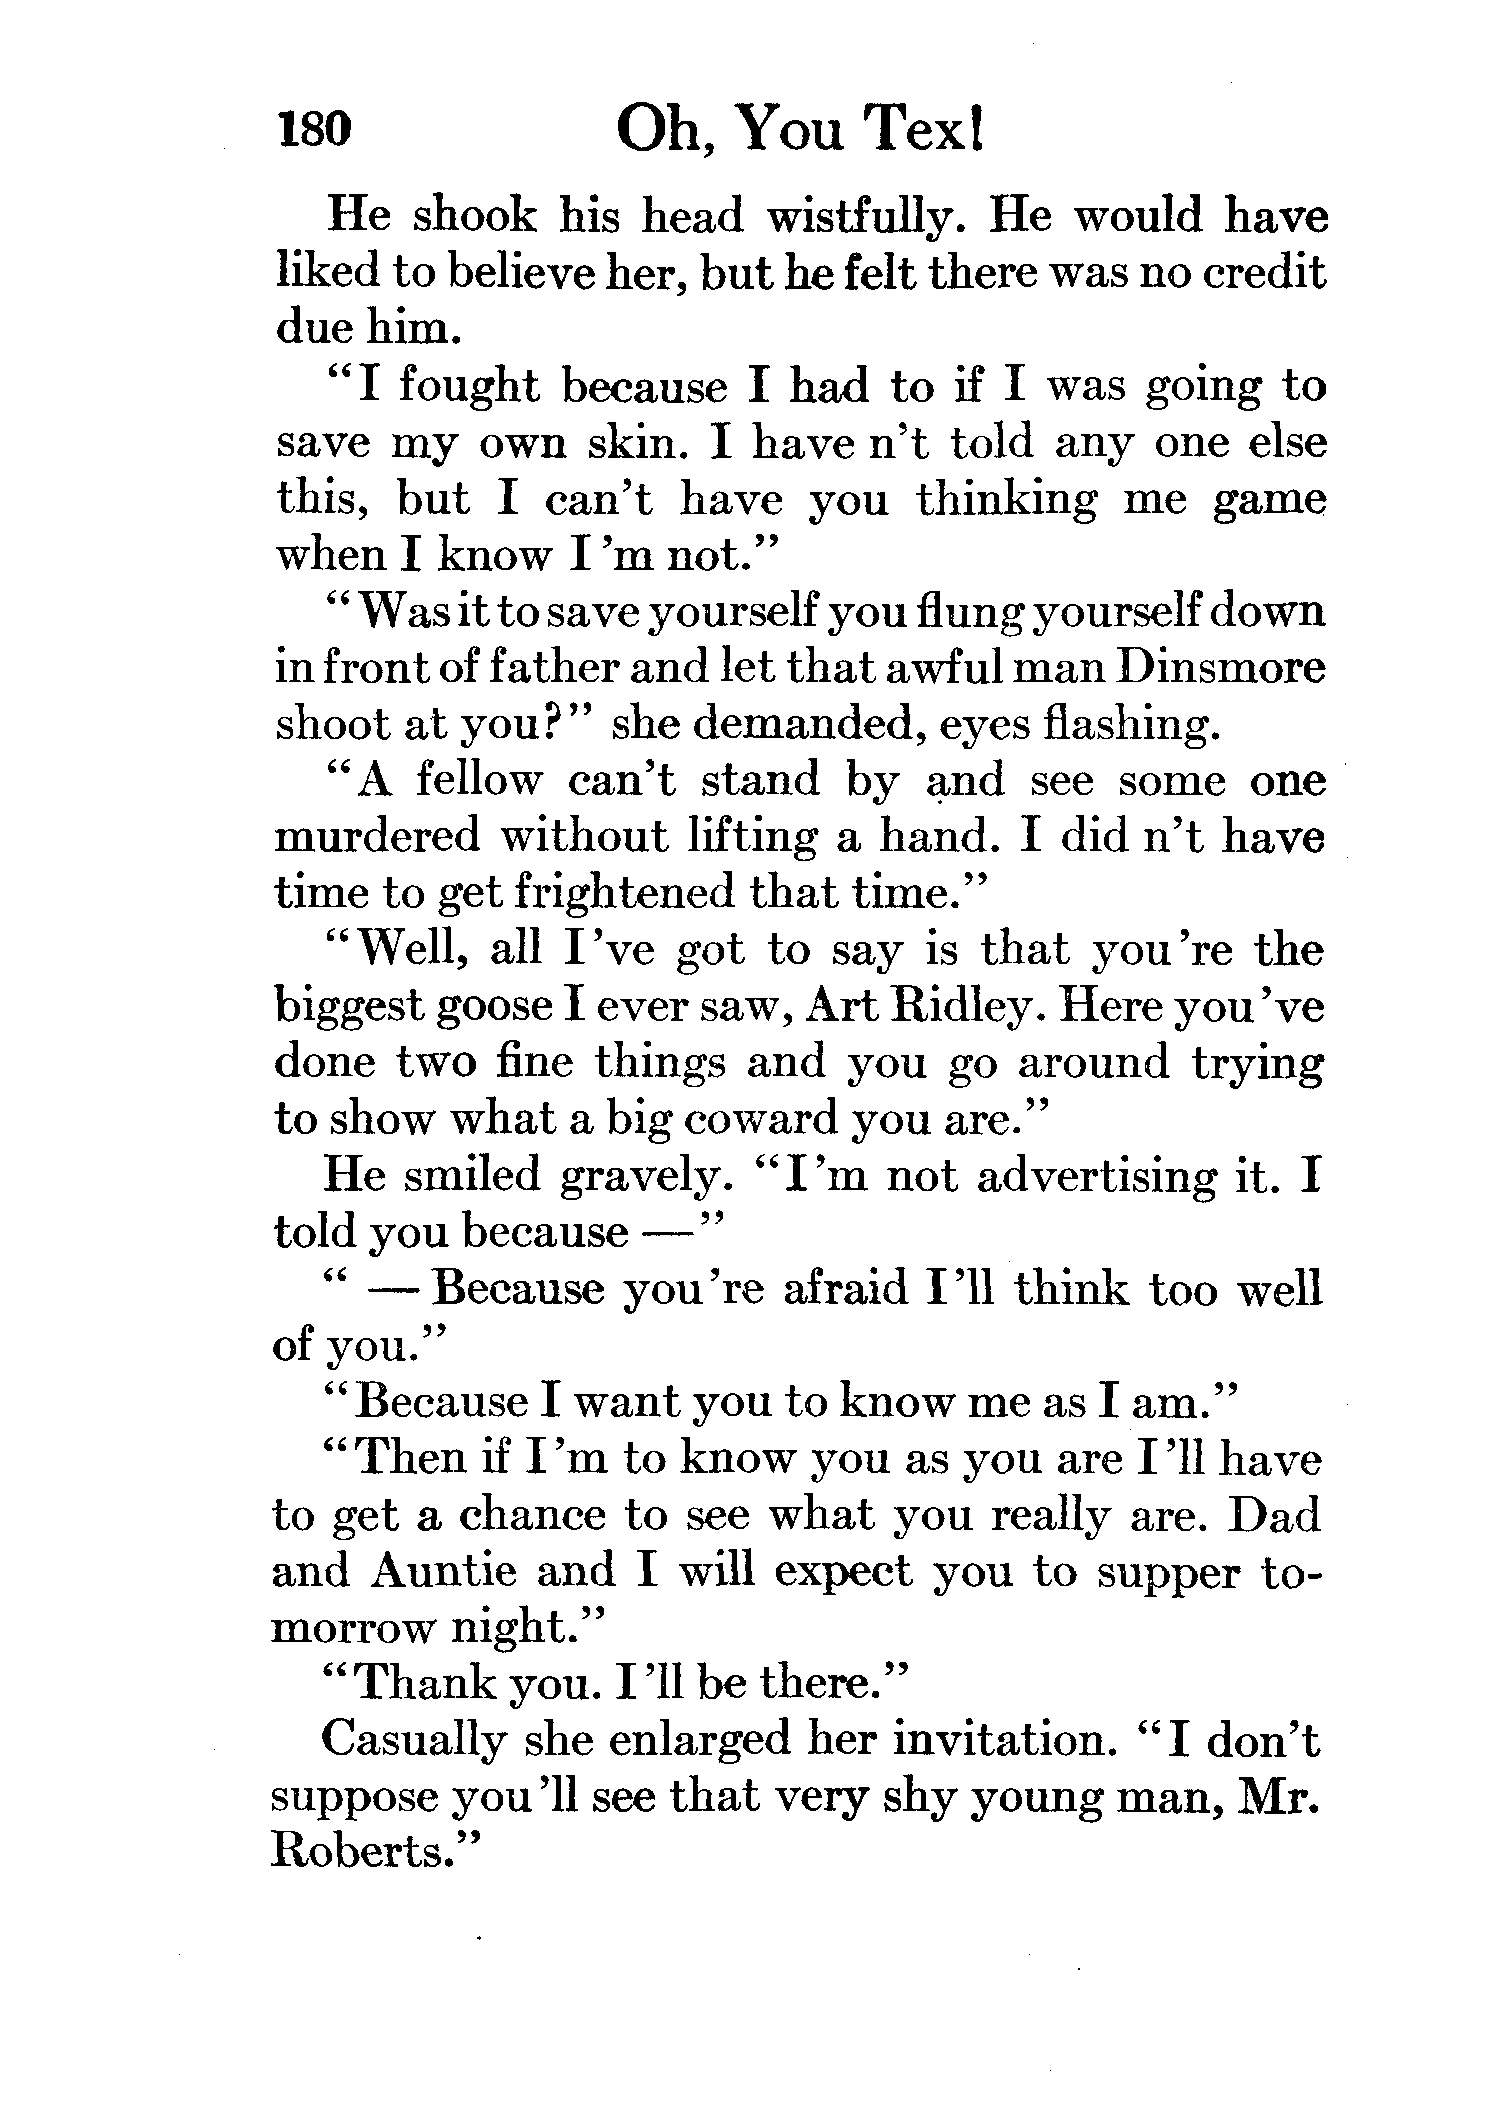 180 Oh, You Tex!
He shook his head wistfully. He would have
liked to believe her, but he felt there was no credit
due him.
"I fought because I had to if I was going to
save my own skin. I have n't told any one else
this, but I can't have you thinking me game
when I know I 'm not."
"Was it to save yourself you flung yourself down
in front of father and let that awful man Dinsmore
shoot at you?" she demanded, eyes flashing.
"A fellow can't stand by and see some one
murdered without lifting a hand. I did n't have
time to get frightened that time."
"Well, all I 've got to say is that you 're the
biggest goose I ever saw, Art Ridley. Here you 've
done two fine things and you go around trying
to show what a big coward you are."
He smiled gravely. "I 'm not advertising it. I
told you because —"
" — Because you 're afraid I 'll think too well
of you."
"Because I want you to know me as I am."
"Then if I 'm to know you as you are I 'll have
to get a chance to see what you really are. Dad
and Auntie and I will expect you to supper to-
morrow night."
"Thank you. I 'll be there."
Casually she enlarged her invitation. "I don't
suppose you 'll see that very shy young man, Mr.
Roberts."